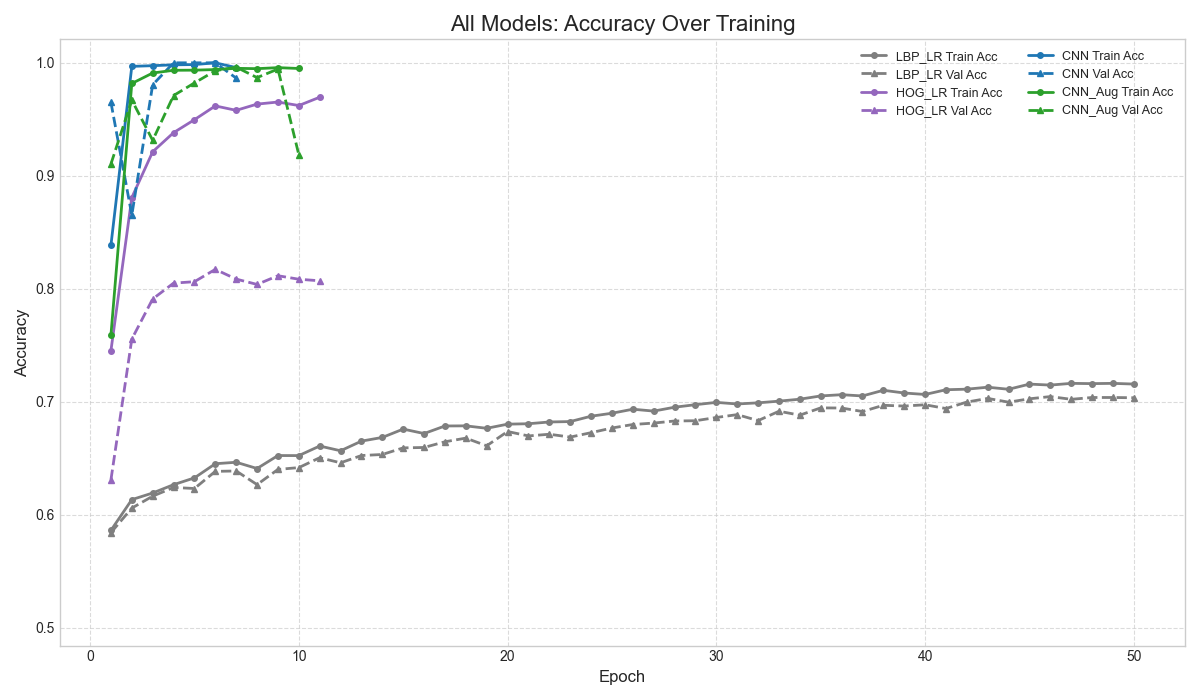 All Models: Accuracy Over Training
LBP_LR Train Acc
LBP_LR Val Acc
HOG_LR Train Acc
HOG_LR Val Acc
CNN Train Acc
CNN Val Acc
CNN_Aug Train Acc
CNN_Aug Val Acc
Accuracy
1.0
0.9
0.8
0.7
0.6
0.5
0 10 20 30 40 50
Epoch